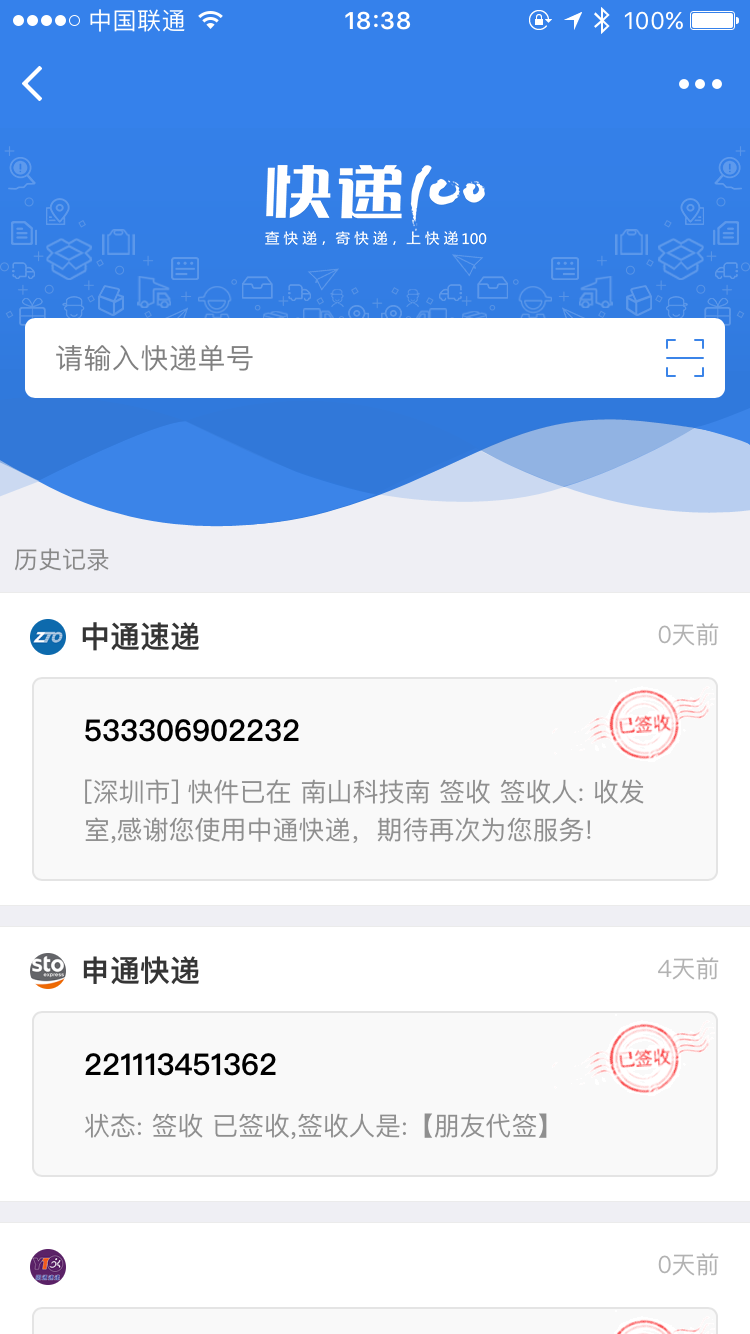 中国联通
18:38
100%
快递100
查快递, 寄快递, 上快递100
请输入快递单号
历史记录
ZTO
中通速递
0天前
533306902232
已签收
[深圳市] 快件已在 南山科技南 签收 签收人: 收发
室,感谢您使用中通快递，期待再次为您服务!
sto
express
申通快递
4天前
221113451362
已签收
状态: 签收 已签收,签收人是:【朋友代签】
0天前